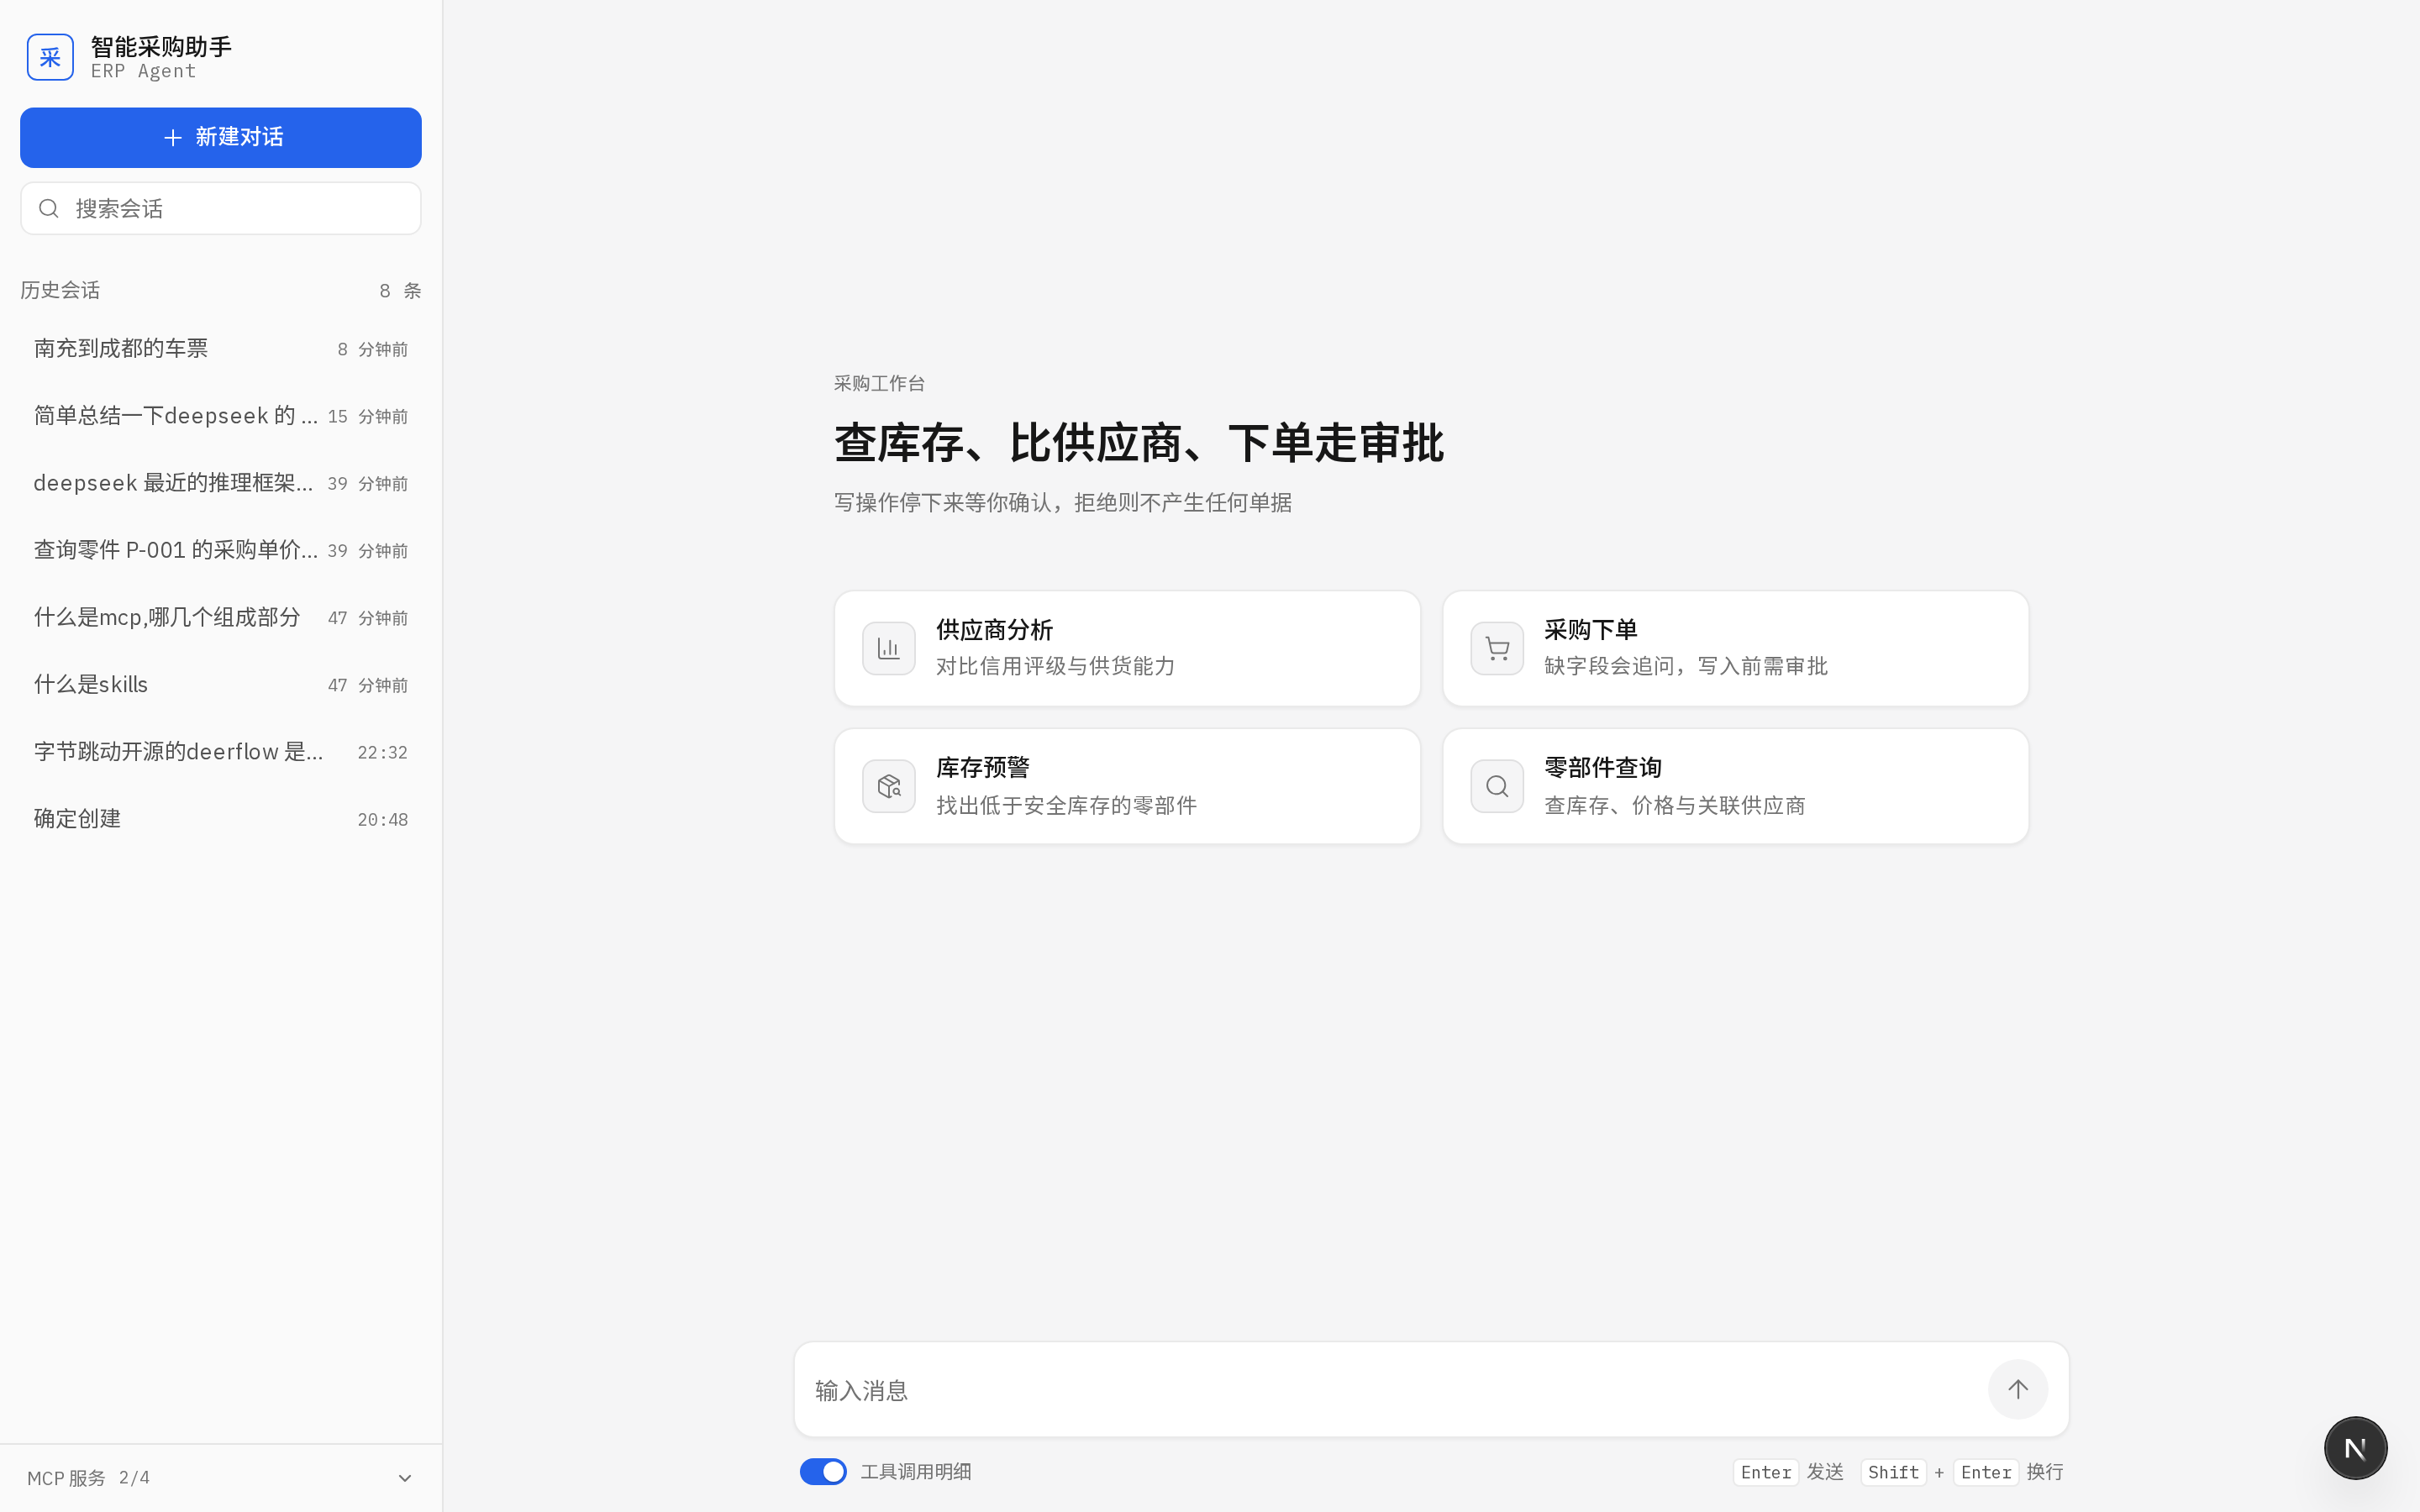 采
智能采购助手
ERP Agent
新建对话
搜索会话
历史会话 8 条
南充到成都的车票 8 分钟前
简单总结一下deepseek 的 ... 15 分钟前
deepseek 最近的推理框架... 39 分钟前
查询零件 P-001 的采购单价... 39 分钟前
什么是mcp,哪几个组成部分 47 分钟前
什么是skills 47 分钟前
字节跳动开源的deerflow 是... 22:32
确定创建 20:48
MCP 服务 2/4
采购工作台
查库存、比供应商、下单走审批
写操作停下来等你确认，拒绝则不产生任何单据
供应商分析
对比信用评级与供货能力
采购下单
缺字段会追问，写入前需审批
库存预警
找出低于安全库存的零部件
零部件查询
查库存、价格与关联供应商
输入消息
工具调用明细
Enter 发送 Shift + Enter 换行
N